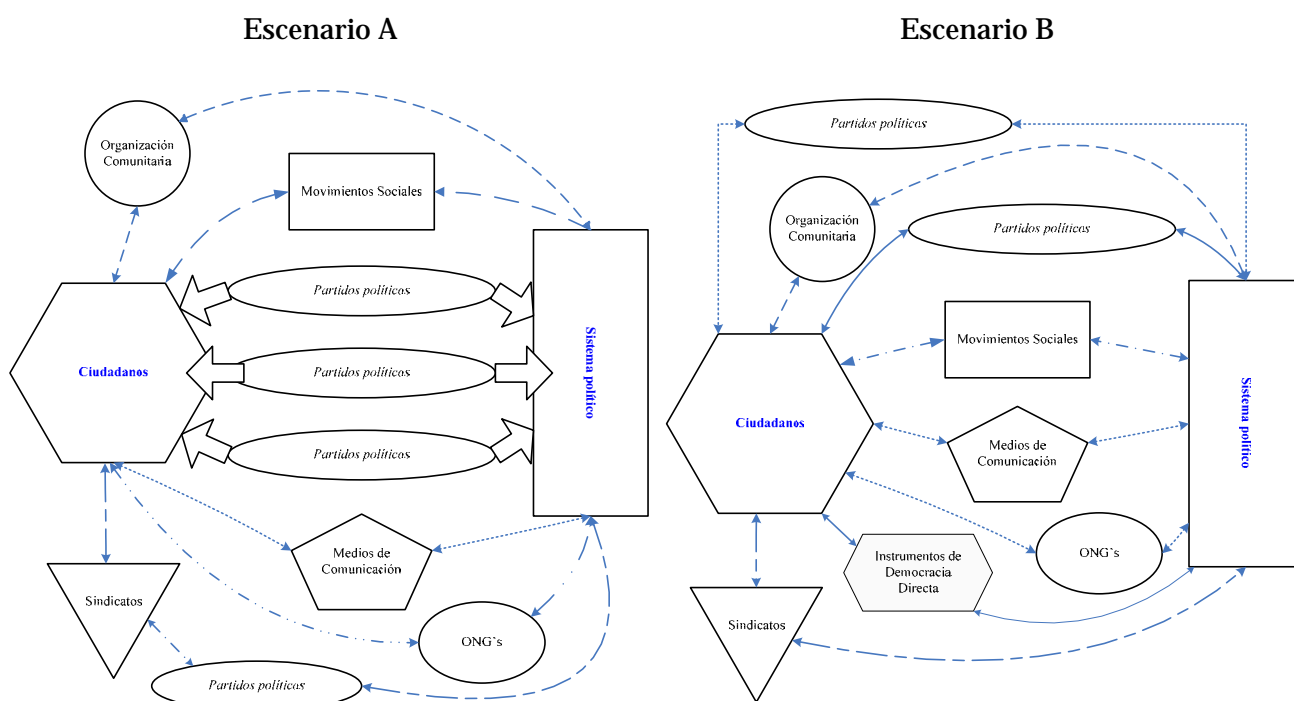 Escenario A
Organización
Comunitaria
Movimientos Sociales
Partidos políticos
Ciudadanos
Partidos políticos
Sistema político
Partidos políticos
Medios de
Comunicación
Sindicatos
ONG`s
Partidos políticos
Escenario B
Partidos políticos
Organización
Comunitaria
Partidos políticos
Movimientos Sociales
Ciudadanos
Sistema político
Medios de
Comunicación
ONG`s
Instrumentos de
Democracia
Directa
Sindicatos